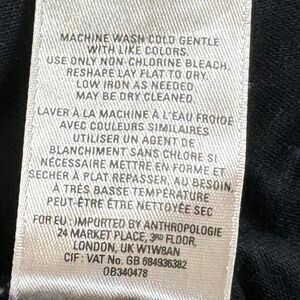 MACHINE WASH COLD GENTLE
WITH LIKE COLORS.
USE ONLY NON-CHLORINE BLEACH,
RESHAPE LAY FLAT TO DRY.
LOW IRON AS NEEDED
MAY BE DRY CLEANED
LAVER À LA MACHINE À L'EAU FROIDE
AVEC COULEURS SIMILAIRES
UTILISER UN AGENT DE
BLANCHIMENT SANS CHLORE SI
NÉCESSAIRE METTRE EN FORME ET
SECHER À PLAT REPASSER, AU BESOIN,
À TRÈS BASSE TEMPÉRATURE
PEUT-ÊTRE ÊTRE NETTOYÉE SEC
FOR EU: IMPORTED BY ANTHROPOLOGIE
24 MARKET PLACE, 3RD FLOOR,
LONDON, UK W1W8AN
CIF: VAT No. GB 684936382
OB340478